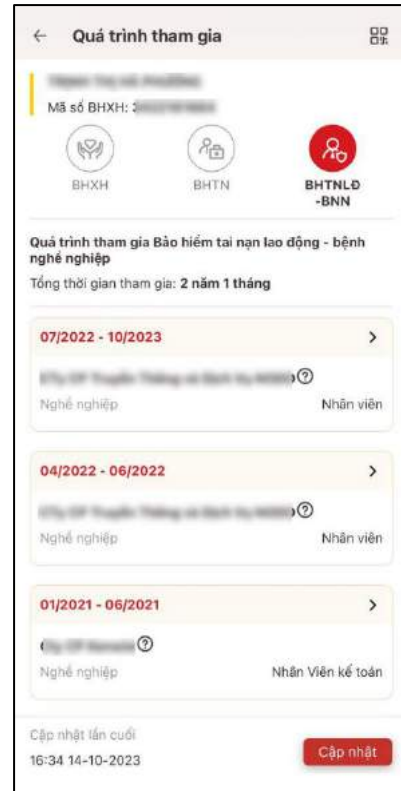 Quá trình tham gia
Mã số BHXH:
BHXH
BHTN
BHTNLĐ
-BNN
Quá trình tham gia Bảo hiểm tai nạn lao động - bệnh
nghề nghiệp
Tổng thời gian tham gia: 2 năm 1 tháng
07/2022 - 10/2023
Nghề nghiệp Nhân viên
04/2022 - 06/2022
Nghề nghiệp Nhân viên
01/2021 - 06/2021
Nghề nghiệp Nhân Viên kế toán
Cập nhật lần cuối
16:34 14-10-2023
Cập nhật